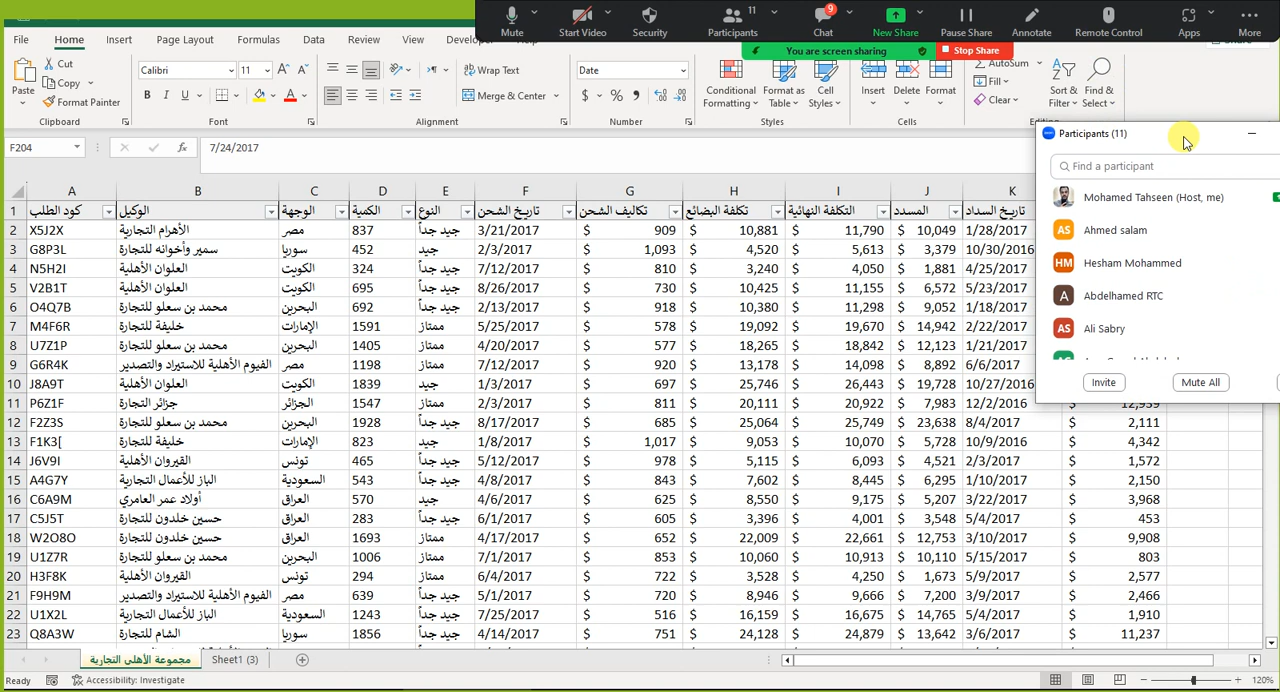 Mute Start Video Security Participants 11 Chat 9 New Share Pause Share Annotate Remote Control Apps More
You are screen sharing Stop Share
File Home Insert Page Layout Formulas Data Review View Help
Paste Cut Copy Format Painter
Calibri 11 B I U A
Wrap Text Merge & Center
Date $ % 9
Conditional Formatting Format as Table Cell Styles
Insert Delete Format
AutoSum Fill Clear Sort & Filter Find & Select
Clipboard Font Alignment Number Styles Cells
F204 fx 7/24/2017
Participants (11)
Find a participant
Mohamed Tahseen (Host, me)
AS Ahmed salam
HM Hesham Mohammed
A Abdelhamed RTC
AS Ali Sabry
Invite Mute All
A B C D E F G H I J K
1 كود الطلب الوكيل الوجهة الكمية النوع تاريخ الشحن تكاليف الشحن تكلفة البضائع التكلفة النهائية المسدد تاريخ السداد
2 X5J2X الأهرام التجارية مصر 837 جيد جداً 3/21/2017 $ 909 $ 10,881 $ 11,790 $ 10,049 1/28/2017
3 G8P3L سمير وأخوانه للتجارة سوريا 452 جيد 7/23/2017 $ 1,093 $ 4,520 $ 5,613 $ 3,379 10/30/2016
4 N5H2I العلوان الأهلية الكويت 324 جيد جداً 7/12/2017 $ 810 $ 3,240 $ 4,050 $ 1,881 4/25/2017
5 V2B1T العلوان الأهلية الكويت 695 جيد جداً 8/26/2017 $ 730 $ 10,425 $ 11,155 $ 6,572 5/23/2017
6 O4Q7B محمد بن سعلو للتجارة البحرين 692 جيد جداً 2/13/2017 $ 918 $ 10,380 $ 11,298 $ 9,052 1/18/2017
7 M4F6R خليفة للتجارة الإمارات 1591 ممتاز 5/25/2017 $ 578 $ 19,092 $ 19,670 $ 14,942 2/22/2017
8 U7Z1P محمد بن سعلو للتجارة البحرين 1405 ممتاز 4/20/2017 $ 577 $ 18,265 $ 18,842 $ 12,123 1/21/2017
9 G6R4K الفيوم الأهلية للاستيراد والتصدير مصر 1198 ممتاز 7/12/2017 $ 920 $ 13,178 $ 14,098 $ 8,892 6/6/2017
10 J8A9T العلوان الأهلية الكويت 1839 جيد 1/3/2017 $ 697 $ 25,746 $ 26,443 $ 19,728 10/27/2016
11 P6Z1F جزائر التجارة الجزائر 1547 ممتاز 2/3/2017 $ 811 $ 20,111 $ 20,922 $ 7,983 12/2/2016 $ 12,939
12 F2Z3S محمد بن سعلو للتجارة البحرين 1928 جيد جداً 8/17/2017 $ 685 $ 25,064 $ 25,749 $ 23,638 8/4/2017 $ 2,111
13 F1K3[ خليفة للتجارة الإمارات 823 جيد 1/8/2017 $ 1,017 $ 9,053 $ 10,070 $ 5,728 10/9/2016 $ 4,342
14 J6V9I القيروان الأهلية تونس 465 جيد جداً 5/12/2017 $ 978 $ 5,115 $ 6,093 $ 4,521 2/3/2017 $ 1,572
15 A4G7Y الباز للأعمال التجارية السعودية 543 جيد جداً 4/8/2017 $ 843 $ 7,602 $ 8,445 $ 6,295 1/10/2017 $ 2,150
16 C6A9M أولاد عمر العامري العراق 570 جيد 4/6/2017 $ 625 $ 8,550 $ 9,175 $ 5,207 3/22/2017 $ 3,968
17 C5J5T حسين خلدون للتجارة العراق 283 جيد جداً 6/1/2017 $ 605 $ 3,396 $ 4,001 $ 3,548 5/4/2017 $ 453
18 W2O8O حسين خلدون للتجارة العراق 1693 ممتاز 4/17/2017 $ 652 $ 22,009 $ 22,661 $ 12,753 3/10/2017 $ 9,908
19 U1Z7R محمد بن سعلو للتجارة البحرين 1006 ممتاز 7/1/2017 $ 853 $ 10,060 $ 10,913 $ 10,110 5/15/2017 $ 803
20 H3F8K القيروان الأهلية تونس 294 ممتاز 6/4/2017 $ 722 $ 3,528 $ 4,250 $ 1,673 5/9/2017 $ 2,577
21 F9H9M الفيوم الأهلية للاستيراد والتصدير مصر 639 جيد جداً 5/1/2017 $ 720 $ 8,946 $ 9,666 $ 7,200 3/9/2017 $ 2,466
22 U1X2L الباز للأعمال التجارية السعودية 1243 جيد جداً 7/25/2017 $ 516 $ 16,159 $ 16,675 $ 14,765 5/4/2017 $ 1,910
23 Q8A3W الشام للتجارة سوريا 1856 جيد جداً 4/14/2017 $ 751 $ 24,128 $ 24,879 $ 13,642 3/6/2017 $ 11,237
مجموعة الأهلي التجارية Sheet1 (3)
Ready Accessibility: Investigate 120%